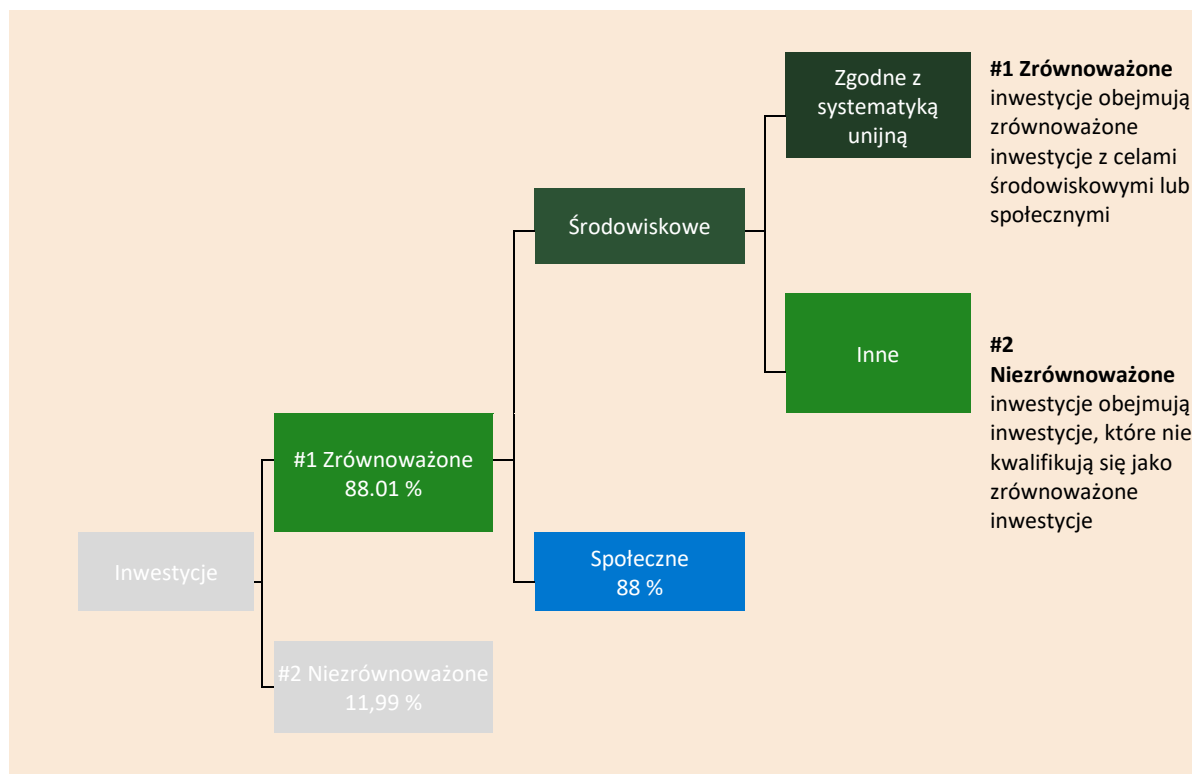 Zgodne z
systematyką
unijną
#1 Zrównoważone
inwestycje obejmują
zrównoważone
inwestycje z celami
środowiskowymi lub
społecznymi
Środowiskowe
Inne
#2
Niezrównoważone
inwestycje obejmują
inwestycje, które nie
kwalifikują się jako
zrównoważone
inwestycje
#1 Zrównoważone
88.01 %
Społeczne
88 %
Inwestycje
#2 Niezrównoważone
11,99 %